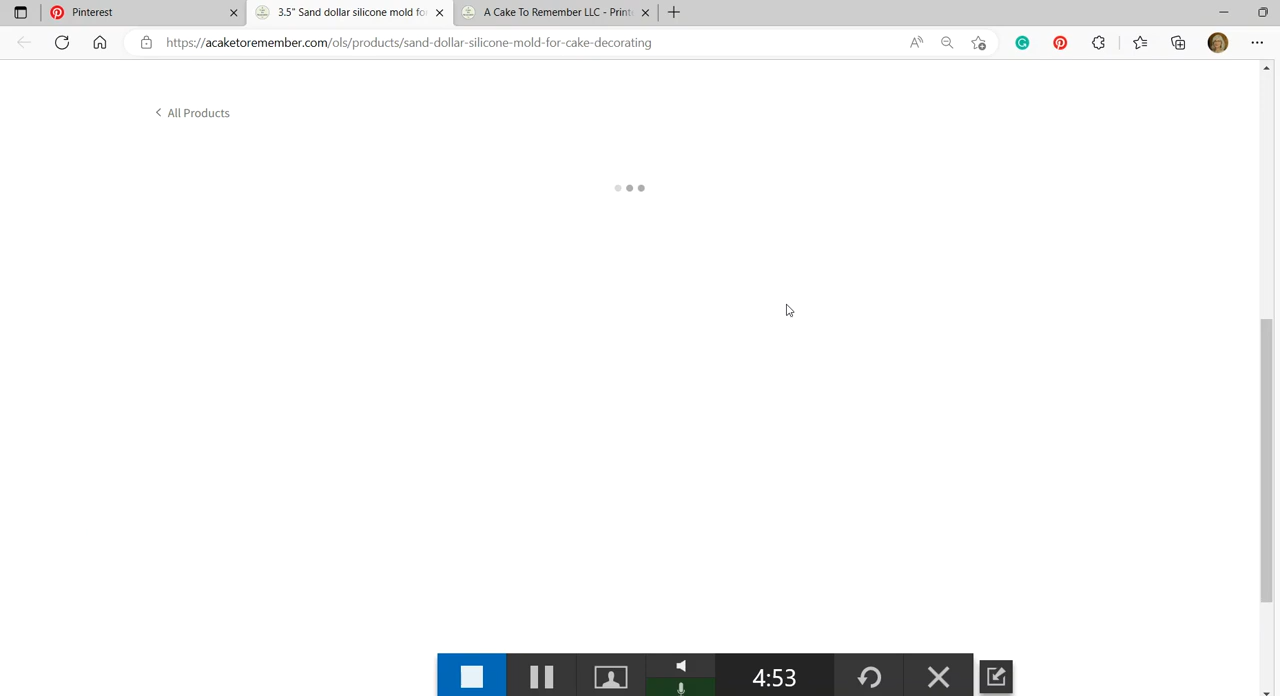 Pinterest
3.5" Sand dollar silicone mold fo
A Cake To Remember LLC - Print
https://acaketoremember.com/ols/products/sand-dollar-silicone-mold-for-cake-decorating
All Products
4:53